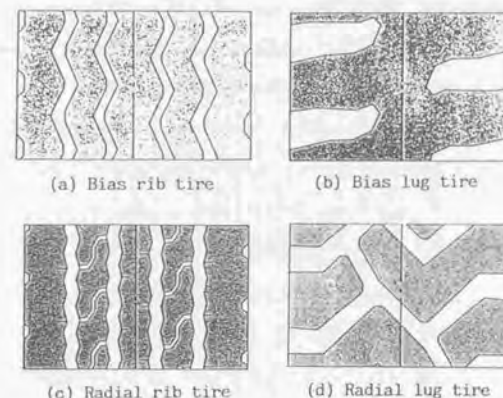 (a) Bias rib tire
(b) Bias lug tire
(c) Radial rib tire
(d) Radial lug tire